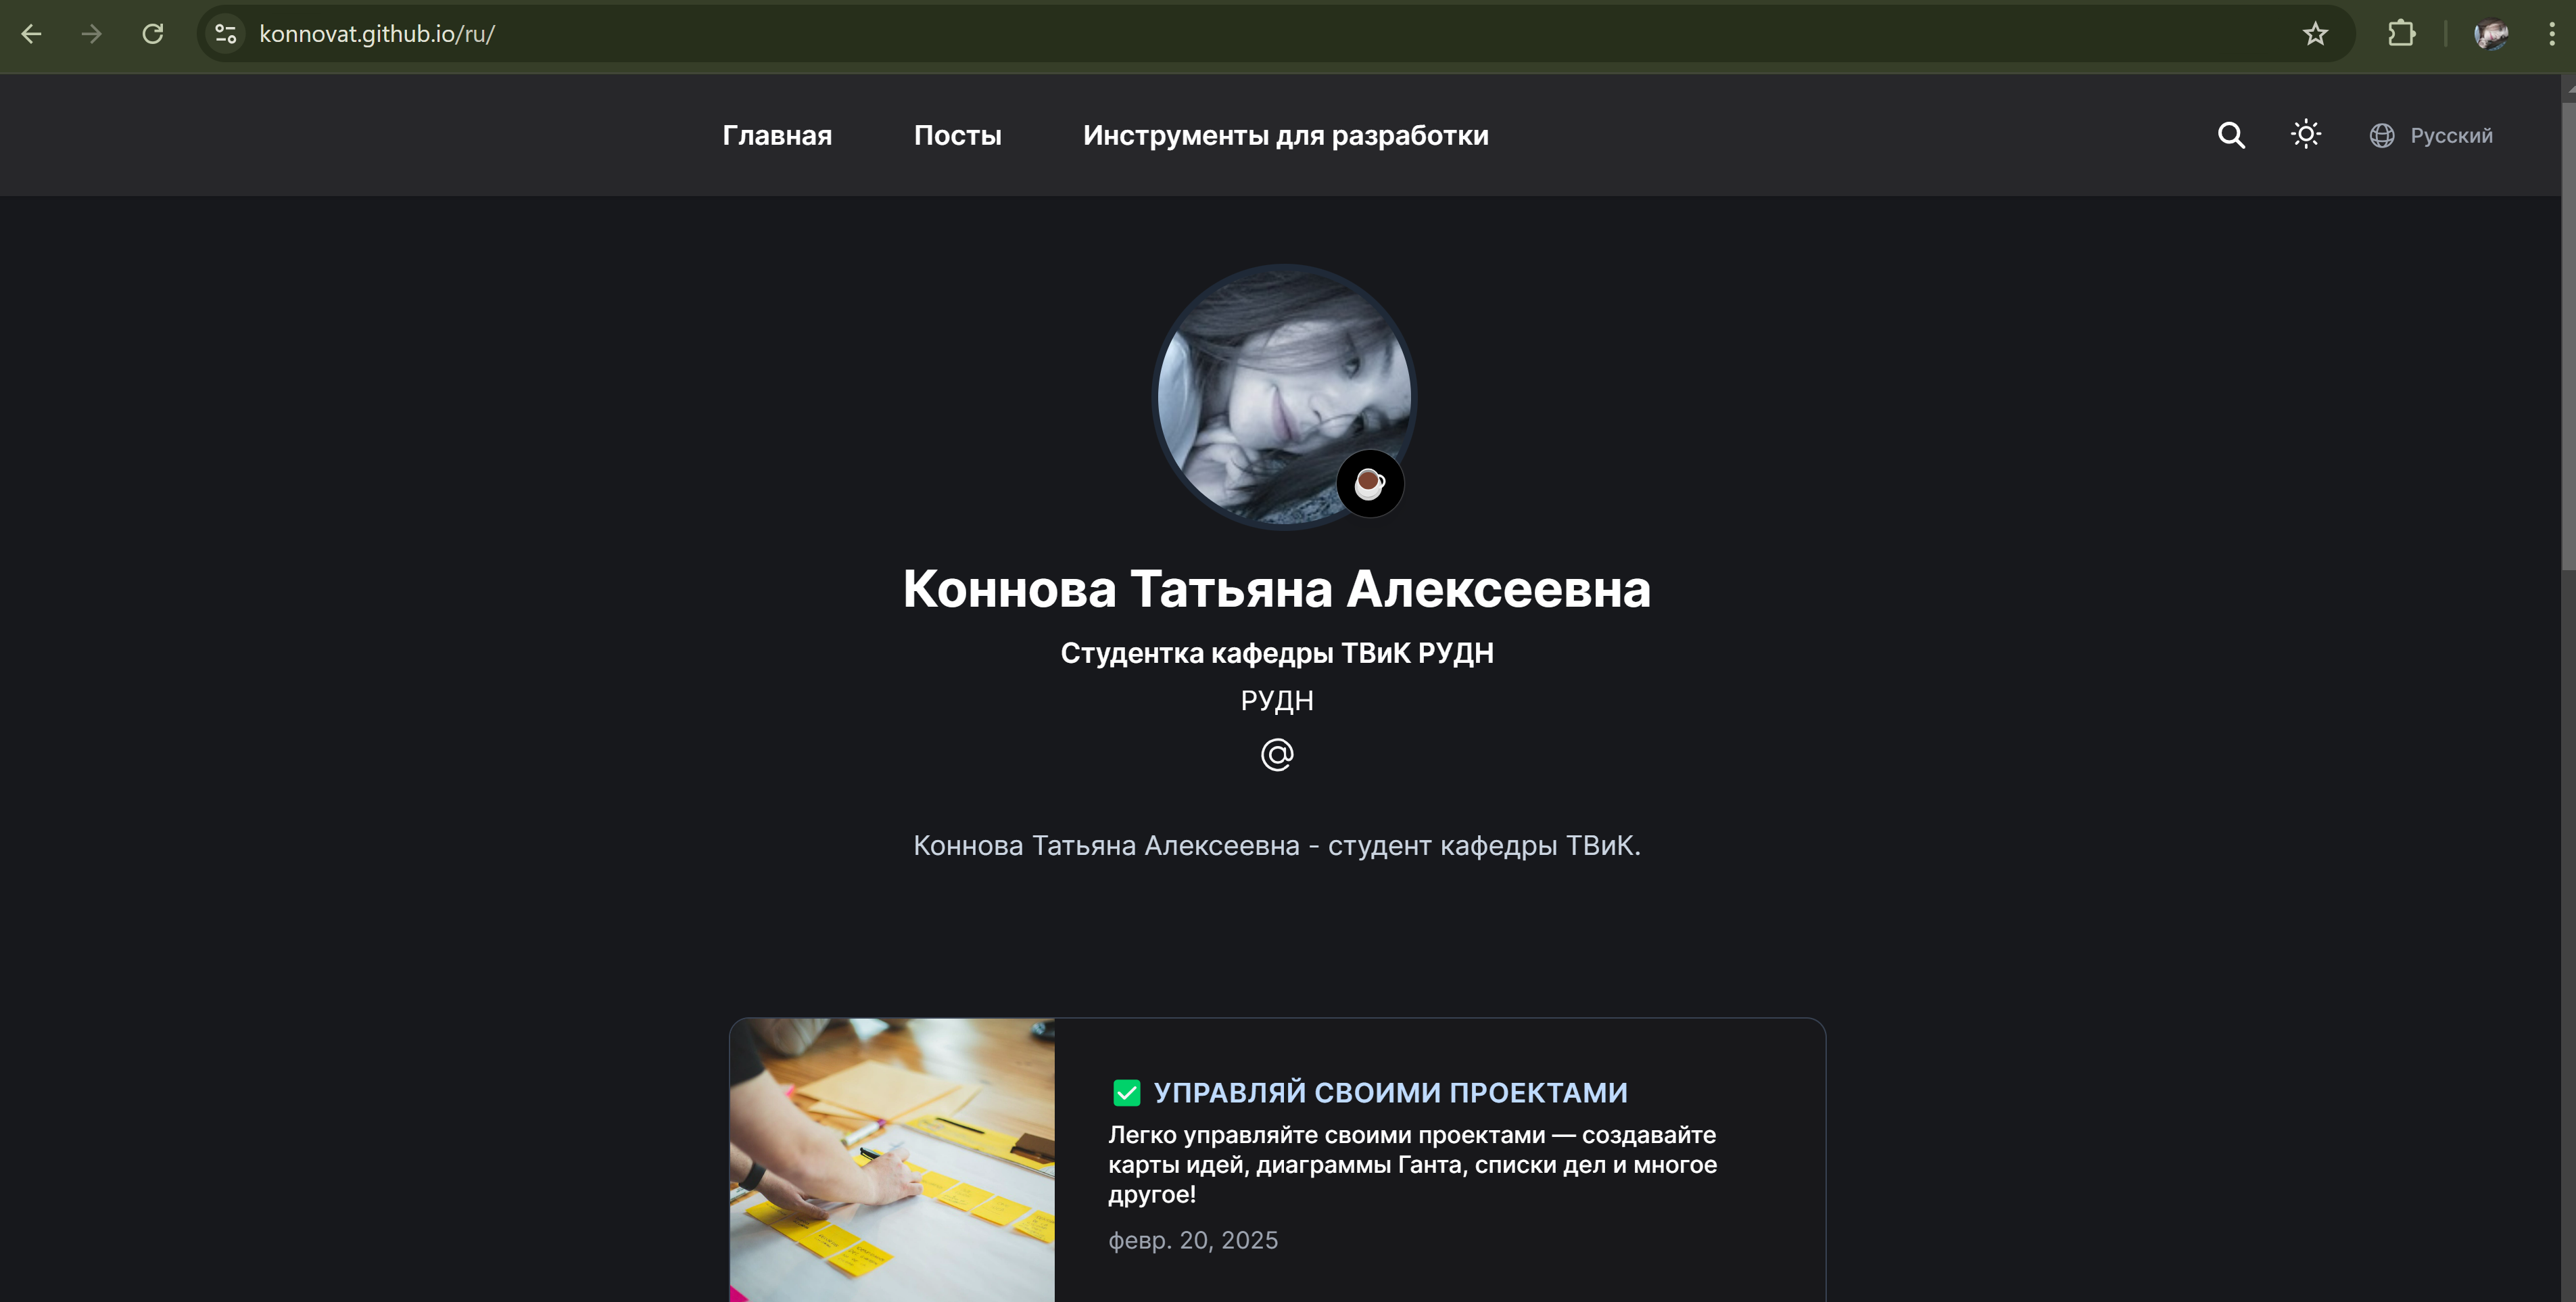 konnovat.github.io/ru/
Главная
Посты
Инструменты для разработки
Русский
Коннова Татьяна Алексеевна
Студентка кафедры ТВиК РУДН
РУДН
Коннова Татьяна Алексеевна - студент кафедры ТВиК.
✅ УПРАВЛЯЙ СВОИМИ ПРОЕКТАМИ
Легко управляйте своими проектами — создавайте
карты идей, диаграммы Ганта, списки дел и многое
другое!
февр. 20, 2025